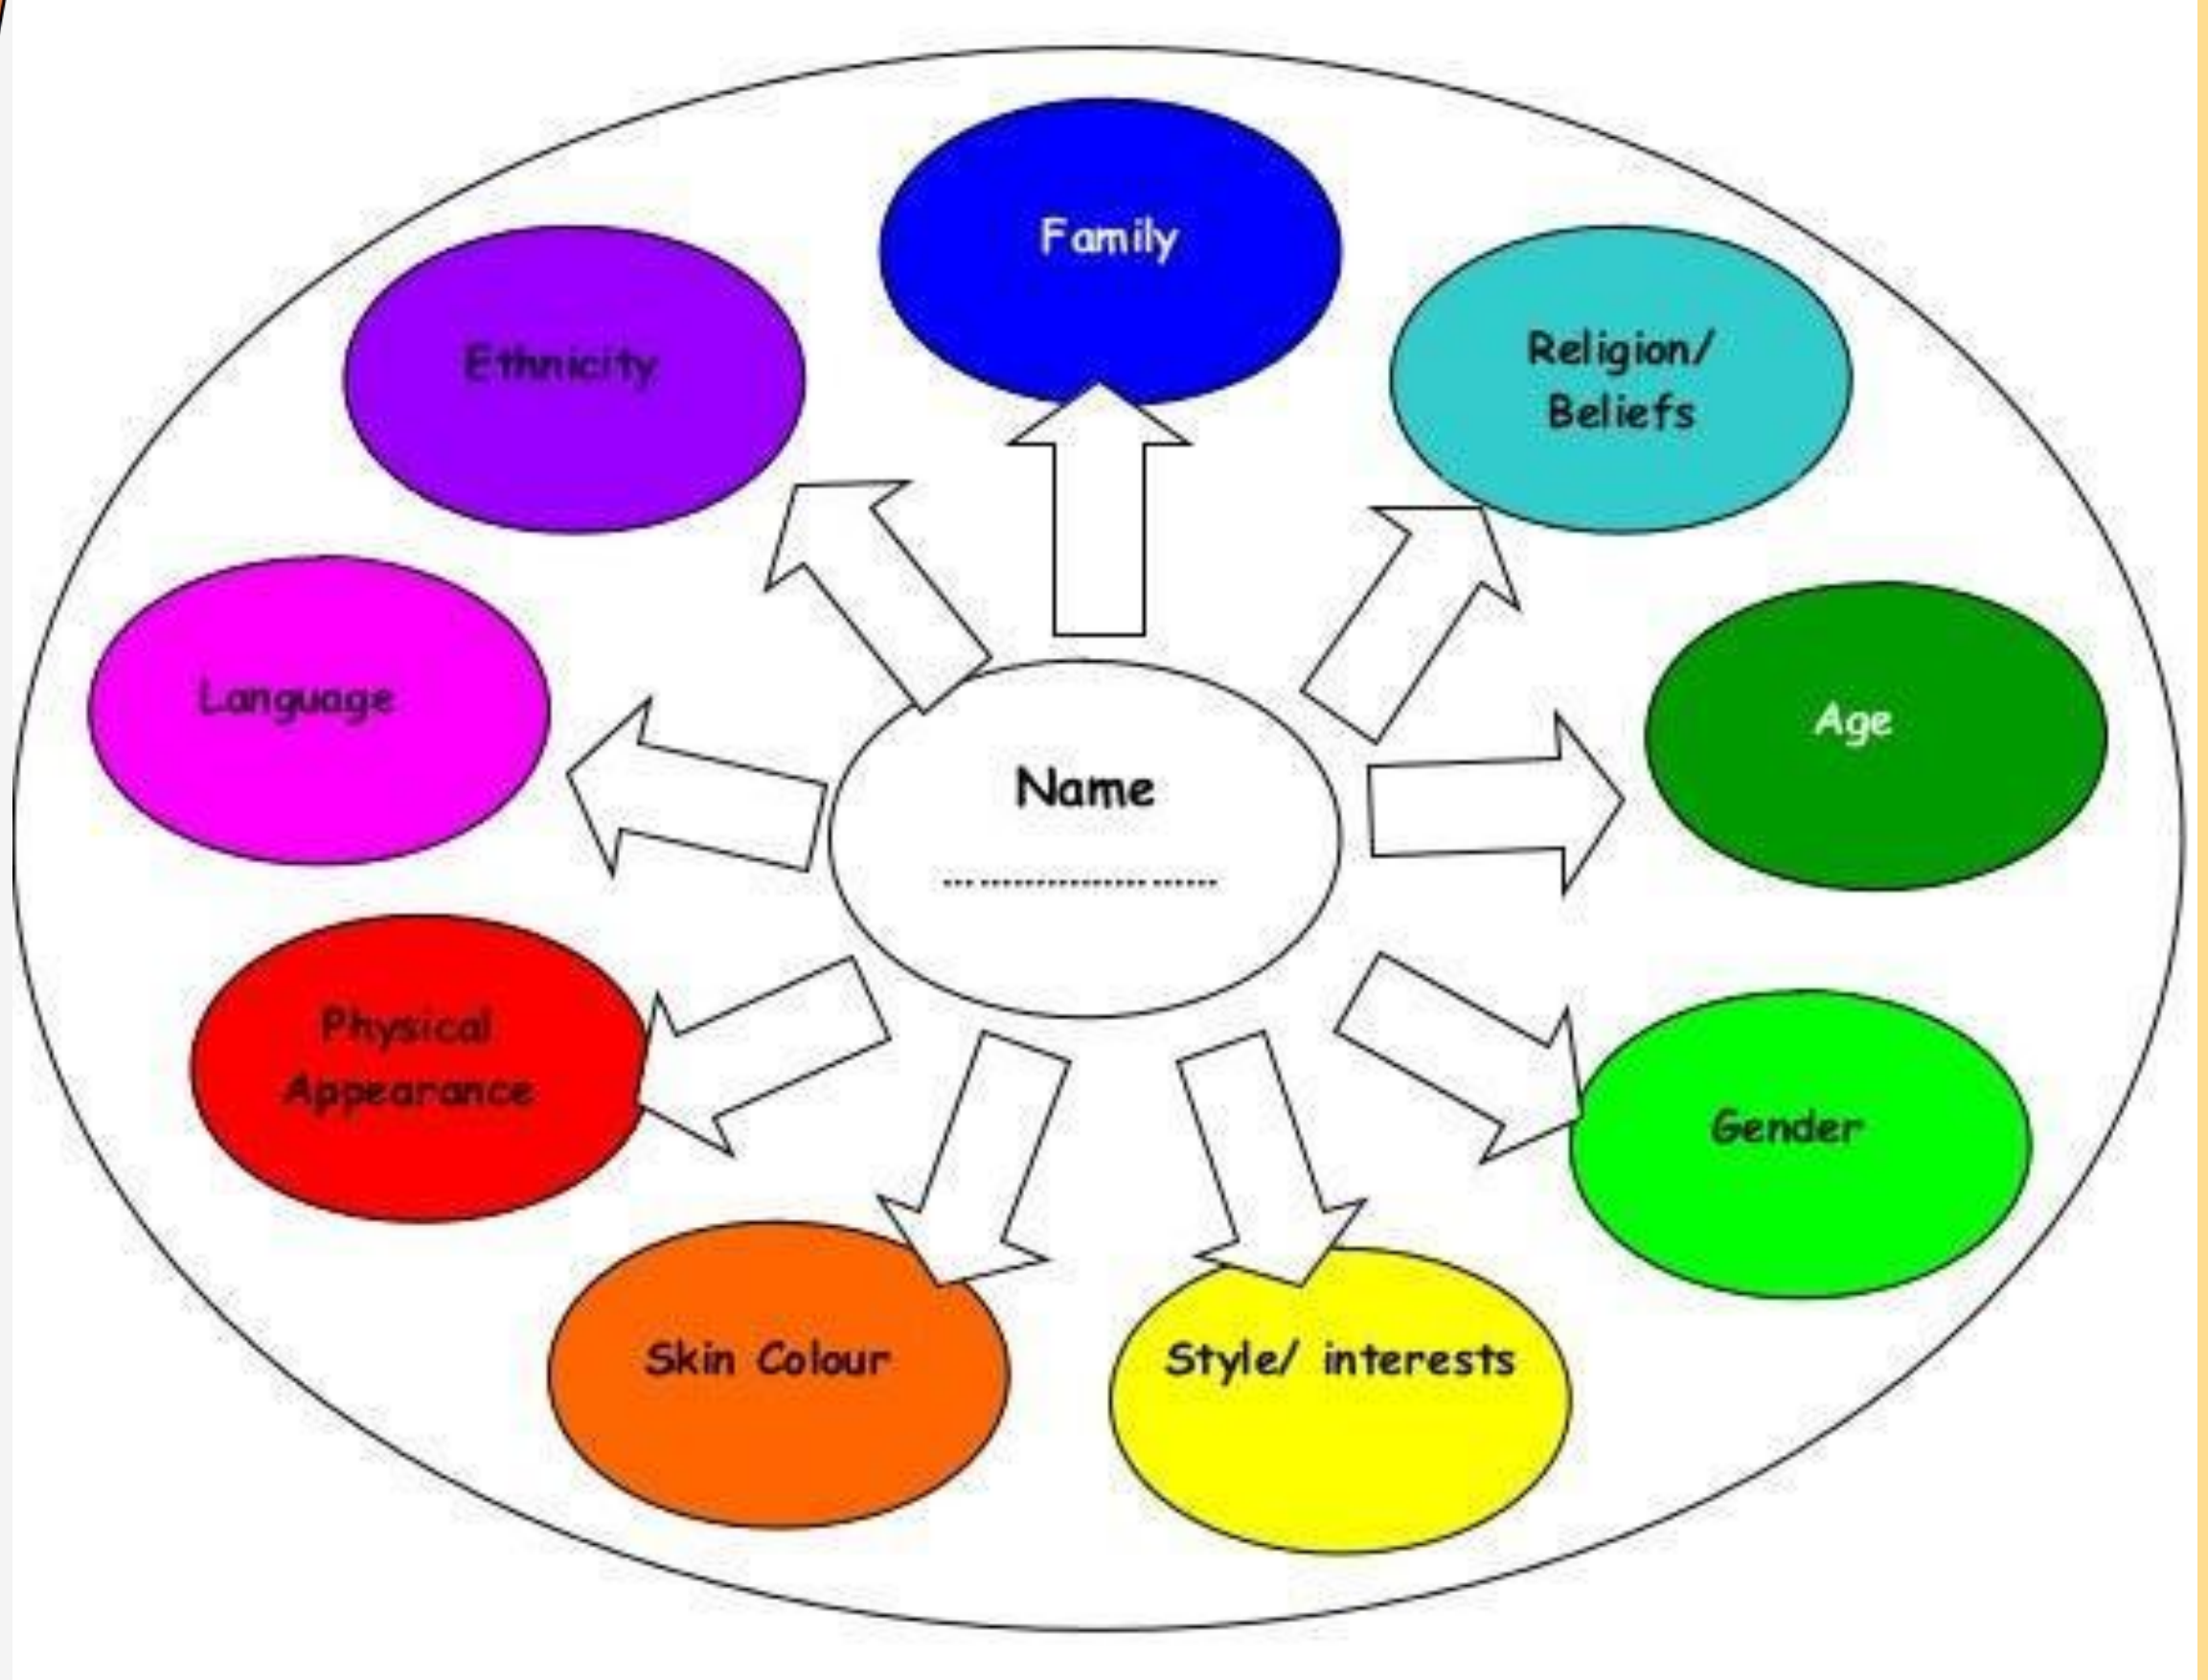 Family
Ethnicity
Religion/
Beliefs
Language
Age
Name
..........................
Physical
Appearance
Gender
Skin Colour
Style/ interests